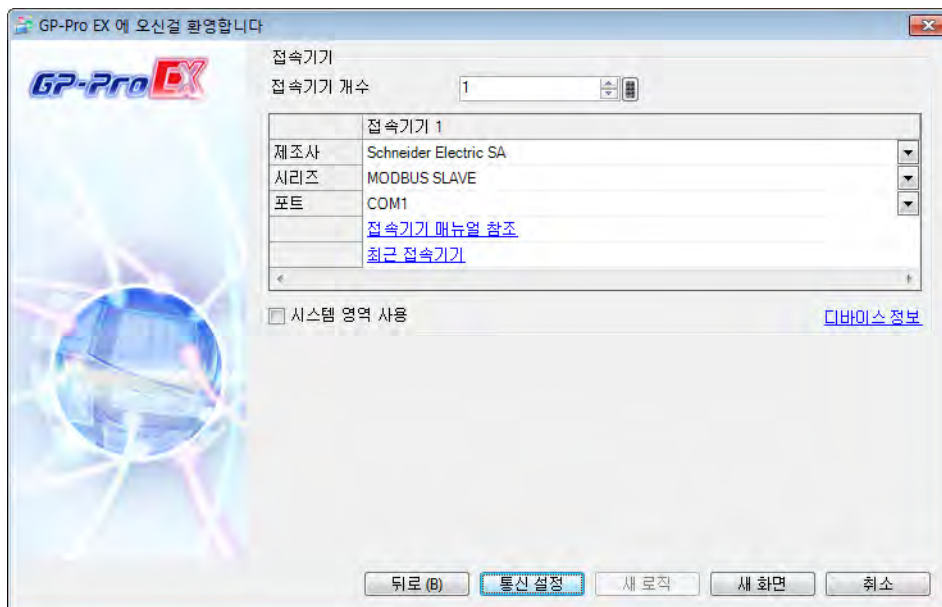 GP-Pro EX 에 오신걸 환영합니다
GP-Pro EX
접속기기
접속기기 개수 1
접속기기 1
제조사 Schneider Electric SA
시리즈 MODBUS SLAVE
포트 COM1
접속기기 매뉴얼 참조
최근 접속기기
시스템 영역 사용 디바이스 정보
뒤로 (B) 통신 설정 새 로직 새 화면 취소